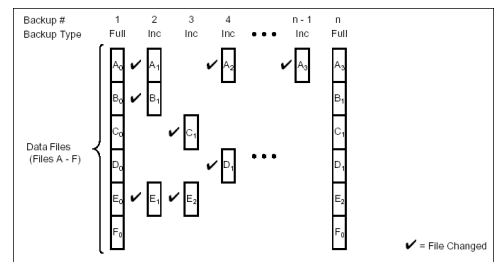 Backup # 1 2 3 4 n - 1 n
Backup Type Full Inc Inc Inc ••• Inc Full
A₀ ✔ A₁ ✔ A₂ ✔ A₃ A₃
B₀ ✔ B₁ B₁
C₀ ✔ C₁ C₁
Data Files
(Files A - F)
D₀ ✔ D₁ ••• D₁
E₀ ✔ E₁ ✔ E₂ E₂
F₀ F₀
✔ = File Changed